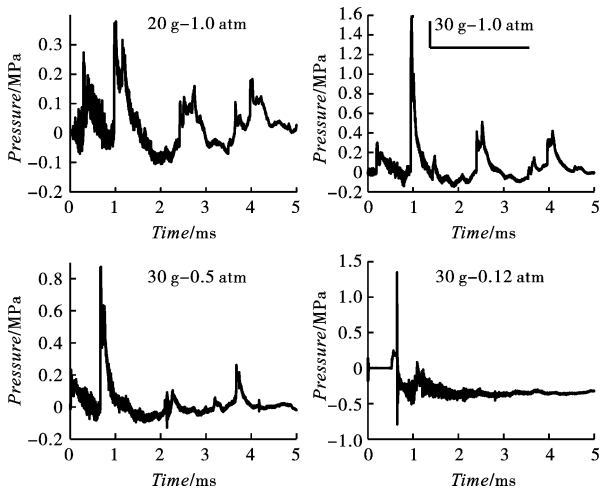 20 g−1.0 atm
Pressure/MPa
0.3
0.2
0.1
0
−0.1
−0.2
0 1 2 3 4 5
Time/ms
30 g−1.0 atm
Pressure/MPa
1.6
1.4
1.2
1.0
0.8
0.6
0.4
0.2
0
−0.2
0 1 2 3 4 5
Time/ms
30 g−0.5 atm
Pressure/MPa
0.8
0.6
0.4
0.2
0
−0.2
0 1 2 3 4 5
Time/ms
30 g−0.12 atm
Pressure/MPa
1.5
1.0
0.5
0
−0.5
−1.0
0 1 2 3 4 5
Time/ms